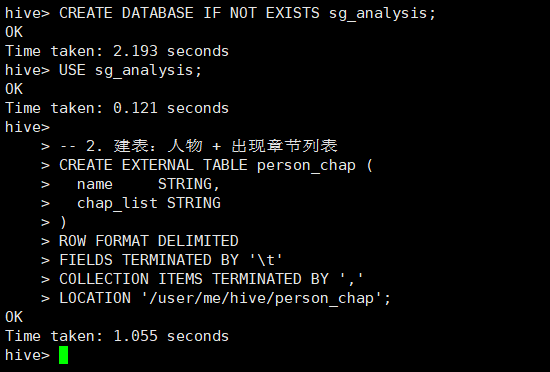 hive> CREATE DATABASE IF NOT EXISTS sg_analysis;
OK
Time taken: 2.193 seconds
hive> USE sg_analysis;
OK
Time taken: 0.121 seconds
hive>
    > -- 2. 建表：人物 + 出现章节列表
    > CREATE EXTERNAL TABLE person_chap (
    >   name     STRING,
    >   chap_list STRING
    > )
    > ROW FORMAT DELIMITED
    > FIELDS TERMINATED BY '\t'
    > COLLECTION ITEMS TERMINATED BY ','
    > LOCATION '/user/me/hive/person_chap';
OK
Time taken: 1.055 seconds
hive>